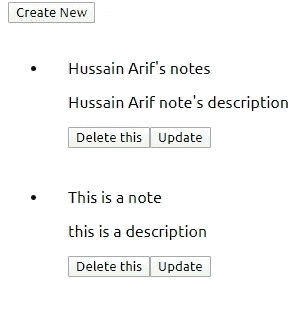 Create New
Hussain Arif's notes
Hussain Arif note's description
Delete this Update
This is a note
this is a description
Delete this Update